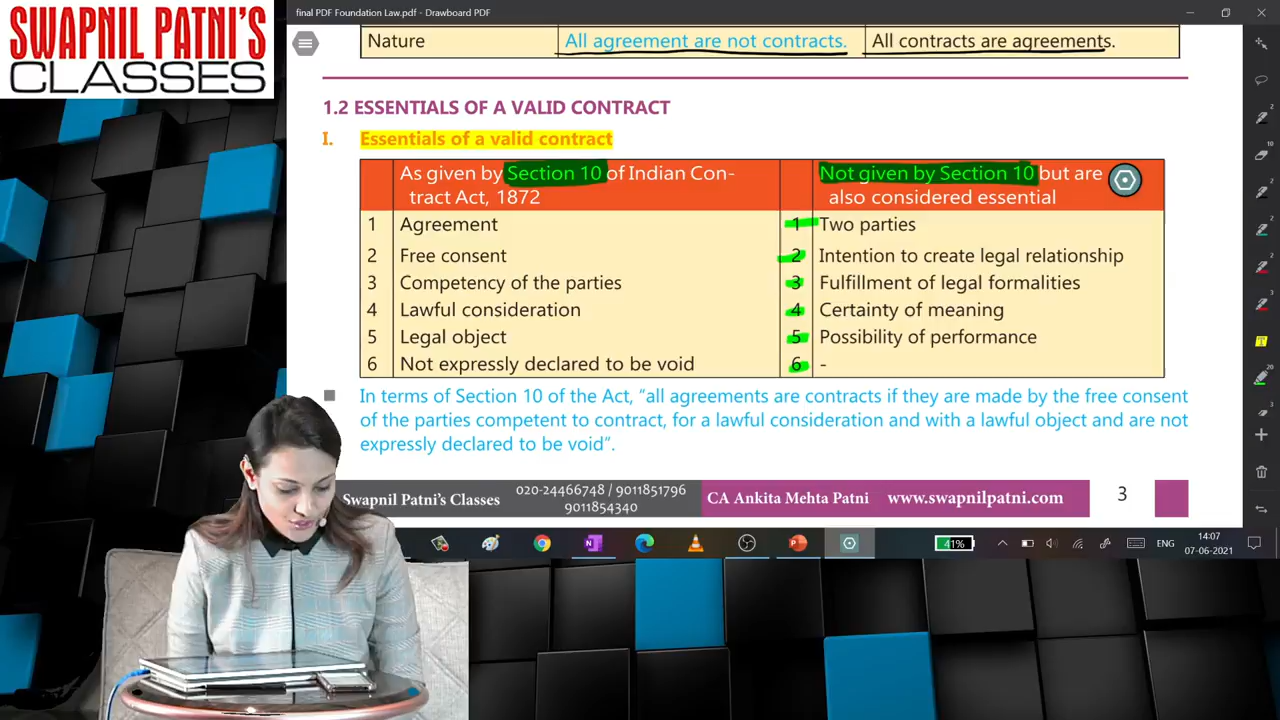 SWAPNIL PATNI'S
CLASSES
final PDF Foundation Law.pdf - Drawboard PDF
Nature All agreement are not contracts. All contracts are agreements.
1.2 ESSENTIALS OF A VALID CONTRACT
I. Essentials of a valid contract
As given by Section 10 of Indian Con-
tract Act, 1872
Not given by Section 10 but are
also considered essential
1 Agreement 1 Two parties
2 Free consent 2 Intention to create legal relationship
3 Competency of the parties 3 Fulfillment of legal formalities
4 Lawful consideration 4 Certainty of meaning
5 Legal object 5 Possibility of performance
6 Not expressly declared to be void 6 -
In terms of Section 10 of the Act, “all agreements are contracts if they are made by the free consent
of the parties competent to contract, for a lawful consideration and with a lawful object and are not
expressly declared to be void”.
Swapnil Patni's Classes 020-24466748 / 9011851796
9011854340
CA Ankita Mehta Patni www.swapnilpatni.com 3
41% ENG 14:07
07-06-2021